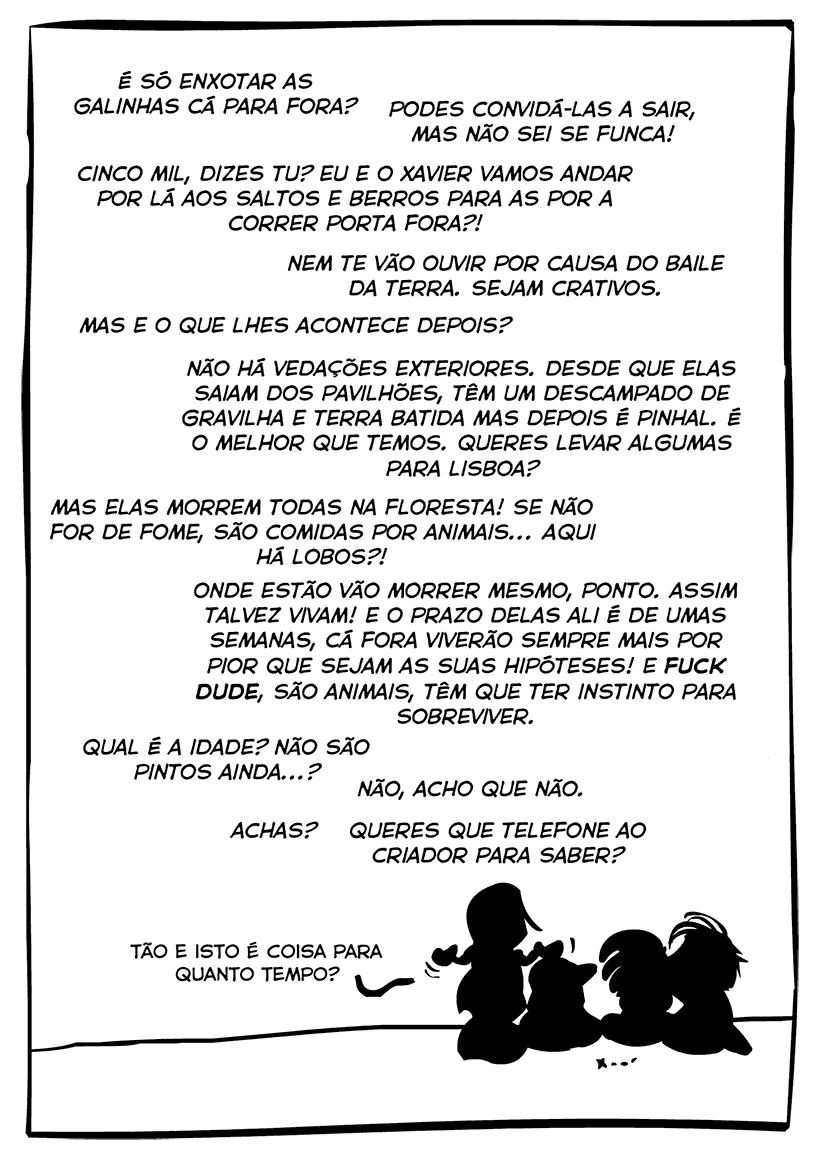 É SÓ ENXOTAR AS
GALINHAS CÁ PARA FORA?
PODES CONVIDÁ-LAS A SAIR,
MAS NÃO SEI SE FUNCA!
CINCO MIL, DIZES TU? EU E O XAVIER VAMOS ANDAR
POR LÁ AOS SALTOS E BERROS PARA AS POR A
CORRER PORTA FORA?!
NEM TE VÃO OUVIR POR CAUSA DO BAILE
DA TERRA. SEJAM CRATIVOS.
MAS E O QUE LHES ACONTECE DEPOIS?
NÃO HÁ VEDAÇÕES EXTERIORES. DESDE QUE ELAS
SAIAM DOS PAVILHÕES, TÊM UM DESCAMPADO DE
GRAVILHA E TERRA BATIDA MAS DEPOIS É PINHAL. É
O MELHOR QUE TEMOS. QUERES LEVAR ALGUMAS
PARA LISBOA?
MAS ELAS MORREM TODAS NA FLORESTA! SE NÃO
FOR DE FOME, SÃO COMIDAS POR ANIMAIS... AQUI
HÁ LOBOS?!
ONDE ESTÃO VÃO MORRER MESMO, PONTO. ASSIM
TALVEZ VIVAM! E O PRAZO DELAS ALI É DE UMAS
SEMANAS, CÁ FORA VIVERÃO SEMPRE MAIS POR
PIOR QUE SEJAM AS SUAS HIPÓTESES! E FUCK
DUDE, SÃO ANIMAIS, TÊM QUE TER INSTINTO PARA
SOBREVIVER.
QUAL É A IDADE? NÃO SÃO
PINTOS AINDA...?
NÃO, ACHO QUE NÃO.
ACHAS?
QUERES QUE TELEFONE AO
CRIADOR PARA SABER?
TÃO E ISTO É COISA PARA
QUANTO TEMPO?